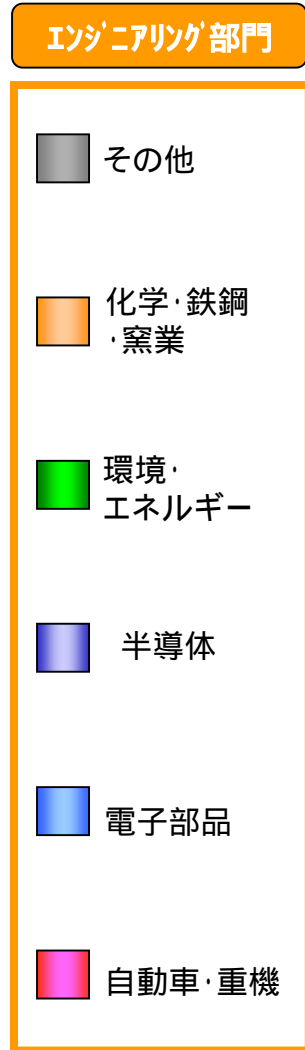 ｴﾝｼﾞﾆｱﾘﾝｸﾞ部門
その他
化学･鉄鋼
･窯業
環境･
エネルギー
半導体
電子部品
自動車･重機